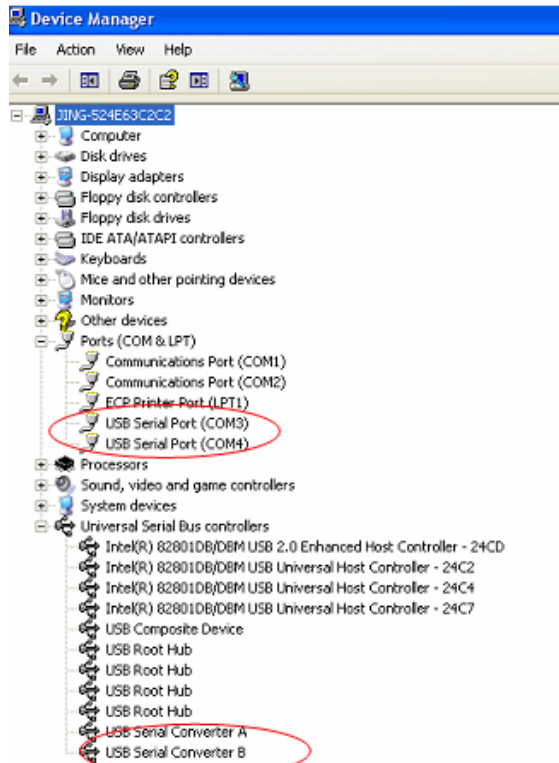 Device Manager
File Action View Help
JING-524E63C2C2
Computer
Disk drives
Display adapters
Floppy disk controllers
Floppy disk drives
IDE ATA/ATAPI controllers
Keyboards
Mice and other pointing devices
Monitors
Other devices
Ports (COM & LPT)
Communications Port (COM1)
Communications Port (COM2)
ECP Printer Port (LPT1)
USB Serial Port (COM3)
USB Serial Port (COM4)
Processors
Sound, video and game controllers
System devices
Universal Serial Bus controllers
Intel(R) 82801DB/DBM USB 2.0 Enhanced Host Controller - 24CD
Intel(R) 82801DB/DBM USB Universal Host Controller - 24C2
Intel(R) 82801DB/DBM USB Universal Host Controller - 24C4
Intel(R) 82801DB/DBM USB Universal Host Controller - 24C7
USB Composite Device
USB Root Hub
USB Root Hub
USB Root Hub
USB Root Hub
USB Serial Converter A
USB Serial Converter B